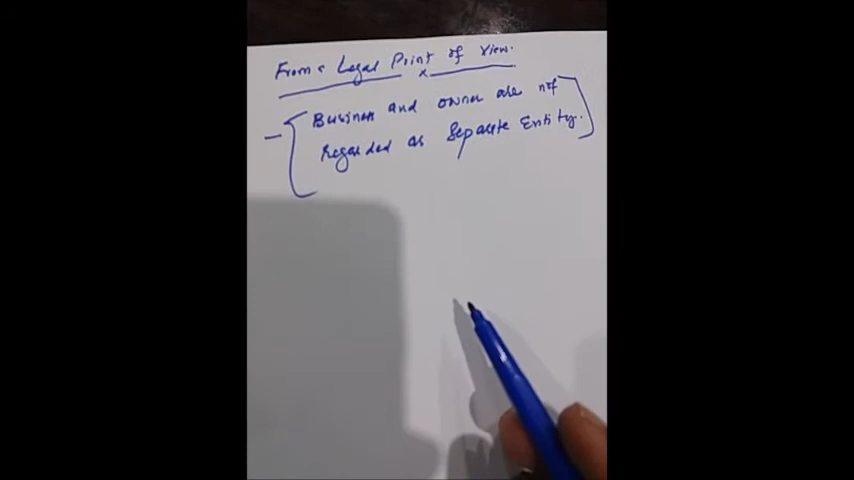 From a Legal Point of View.
Business and owner are not
Regarded as Separate Entity.